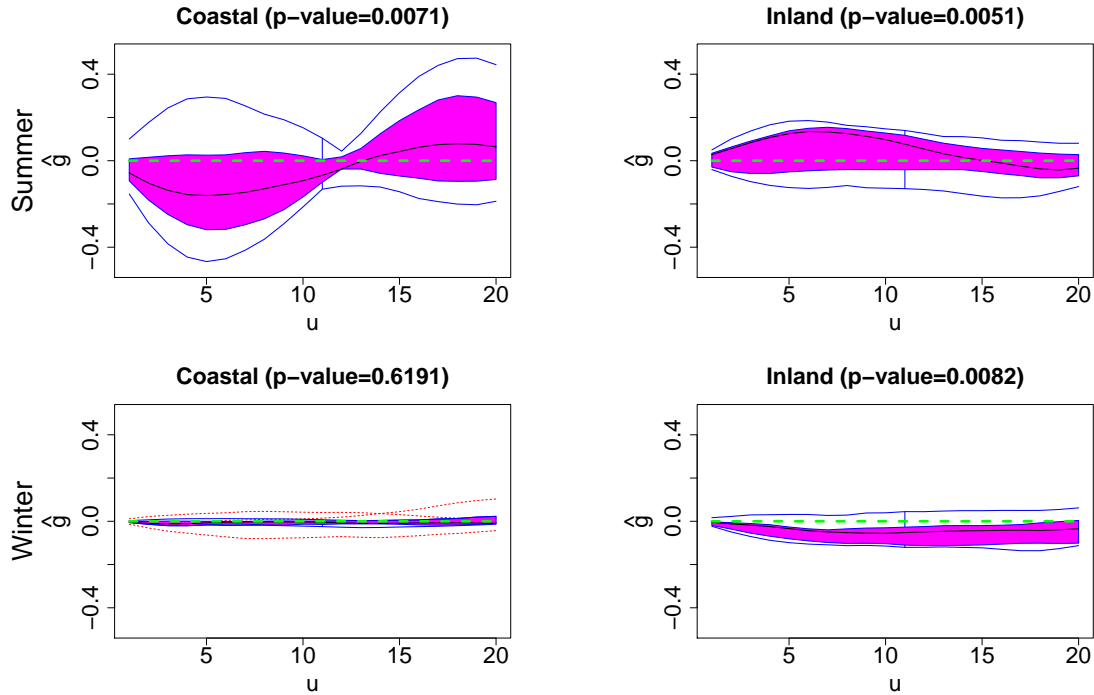 Coastal (p−value=0.0071)
Summer
ĝ
0.4
0.0
−0.4
5
10
15
20
u
Inland (p−value=0.0051)
ĝ
0.4
0.0
−0.4
5
10
15
20
u
Coastal (p−value=0.6191)
Winter
ĝ
0.4
0.0
−0.4
5
10
15
20
u
Inland (p−value=0.0082)
ĝ
0.4
0.0
−0.4
5
10
15
20
u